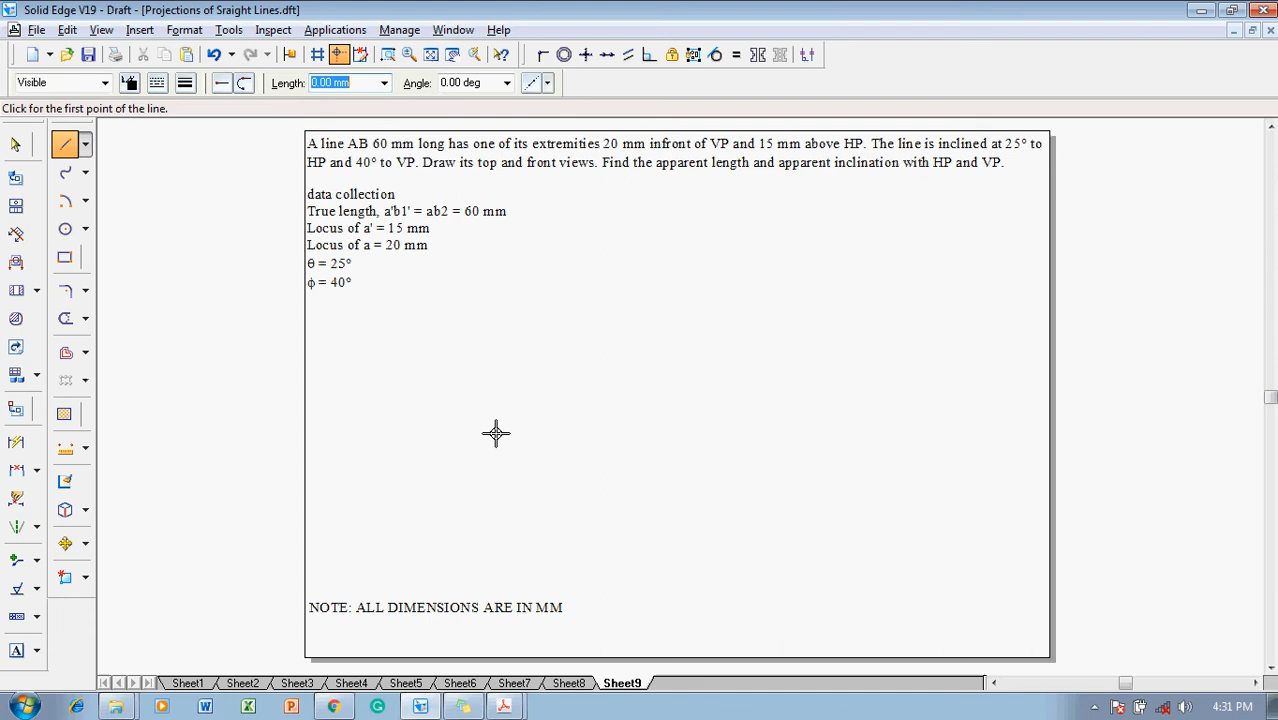 Solid Edge V19 - Draft - [Projections of Sraight Lines.dft]
File Edit View Insert Format Tools Inspect Applications Manage Window Help
Visible Length: 0.00 mm Angle: 0.00 deg
Click for the first point of the line.
A line AB 60 mm long has one of its extremities 20 mm infront of VP and 15 mm above HP. The line is inclined at 25° to
HP and 40° to VP. Draw its top and front views. Find the apparent length and apparent inclination with HP and VP.
data collection
True length, a'b1' = ab2 = 60 mm
Locus of a' = 15 mm
Locus of a = 20 mm
θ = 25°
ϕ = 40°
NOTE: ALL DIMENSIONS ARE IN MM
A
Sheet1 Sheet2 Sheet3 Sheet4 Sheet5 Sheet6 Sheet7 Sheet8 Sheet9
4:31 PM